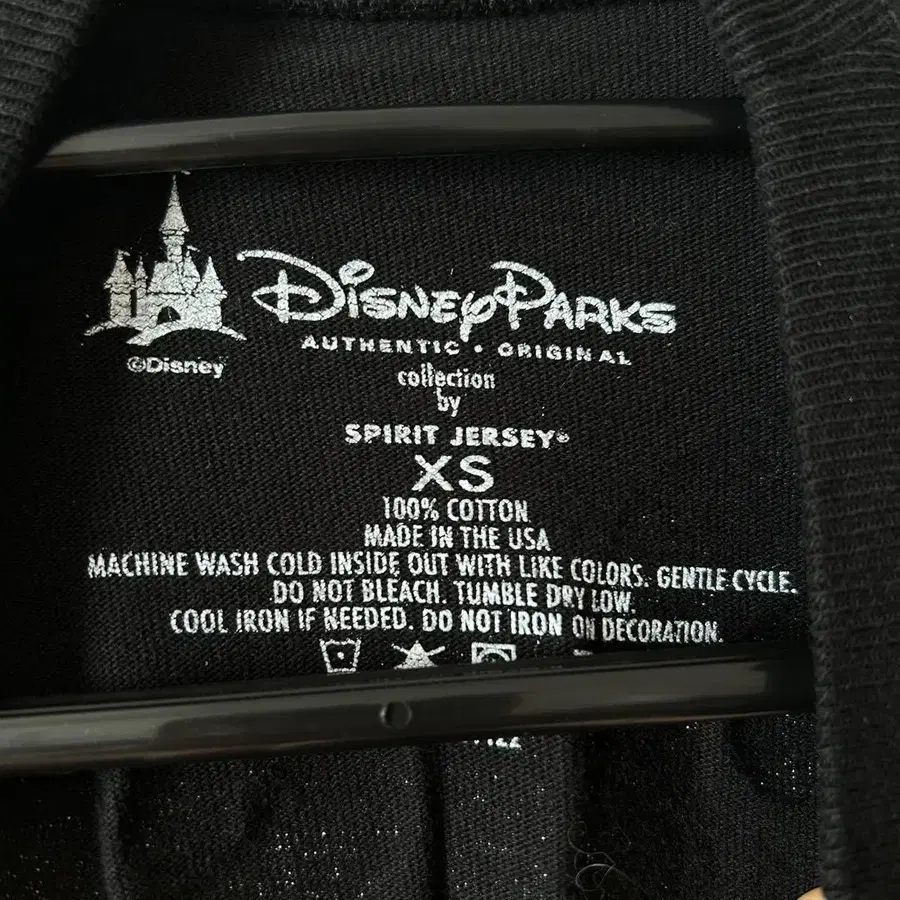 Disney Parks
AUTHENTIC • ORIGINAL
©Disney
collection
by
SPIRIT JERSEY®
XS
100% COTTON
MADE IN THE USA
MACHINE WASH COLD INSIDE OUT WITH LIKE COLORS. GENTLE CYCLE.
DO NOT BLEACH. TUMBLE DRY LOW.
COOL IRON IF NEEDED. DO NOT IRON ON DECORATION.